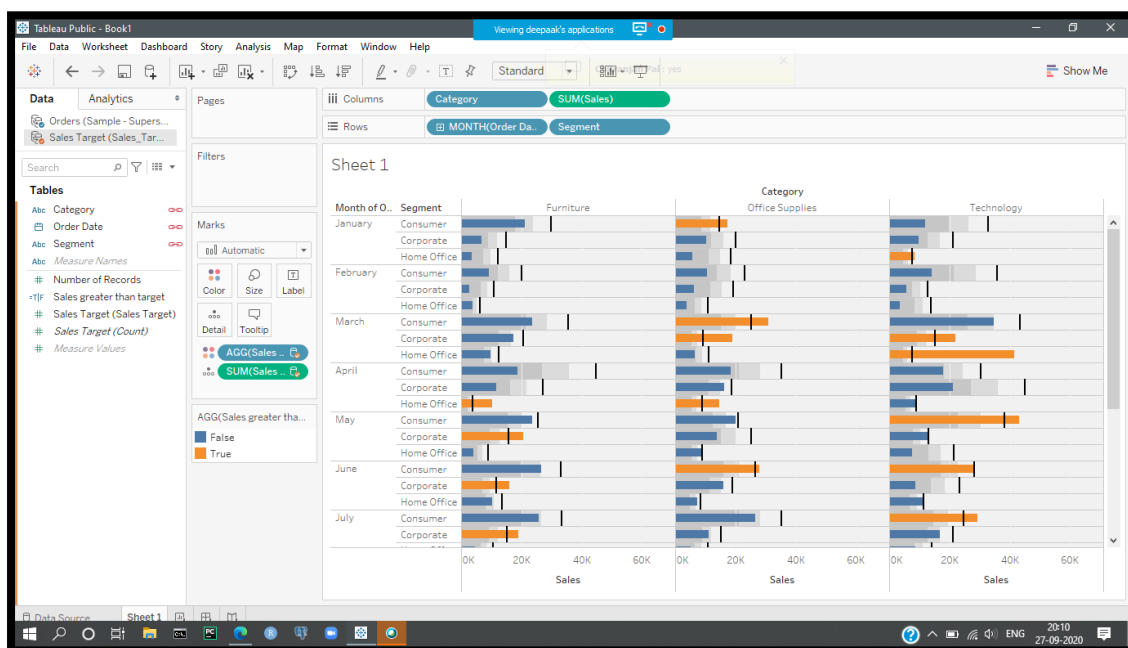 Tableau Public - Book1
Viewing deepaak's applications
File Data Worksheet Dashboard Story Analysis Map Format Window Help
Standard
yes
Show Me
Data Analytics
Pages
Columns
Category
SUM(Sales)
Orders (Sample - Supers...
Sales Target (Sales_Tar...
Rows
MONTH(Order Da..
Segment
Search
Filters
Sheet 1
Tables
Category
Abc Category
Order Date
Abc Segment
Abc Measure Names
# Number of Records
=T|F Sales greater than target
# Sales Target (Sales Target)
# Sales Target (Count)
# Measure Values
Marks
Automatic
Color Size Label
Detail Tooltip
AGG(Sales ..
SUM(Sales ..
AGG(Sales greater tha...
False
True
Month of O.. Segment Furniture Office Supplies Technology
January Consumer
Corporate
Home Office
February Consumer
Corporate
Home Office
March Consumer
Corporate
Home Office
April Consumer
Corporate
Home Office
May Consumer
Corporate
Home Office
June Consumer
Corporate
Home Office
July Consumer
Corporate
0K 20K 40K 60K 0K 20K 40K 60K 0K 20K 40K 60K
Sales Sales Sales
Data Source Sheet 1
ENG
20:10
27-09-2020